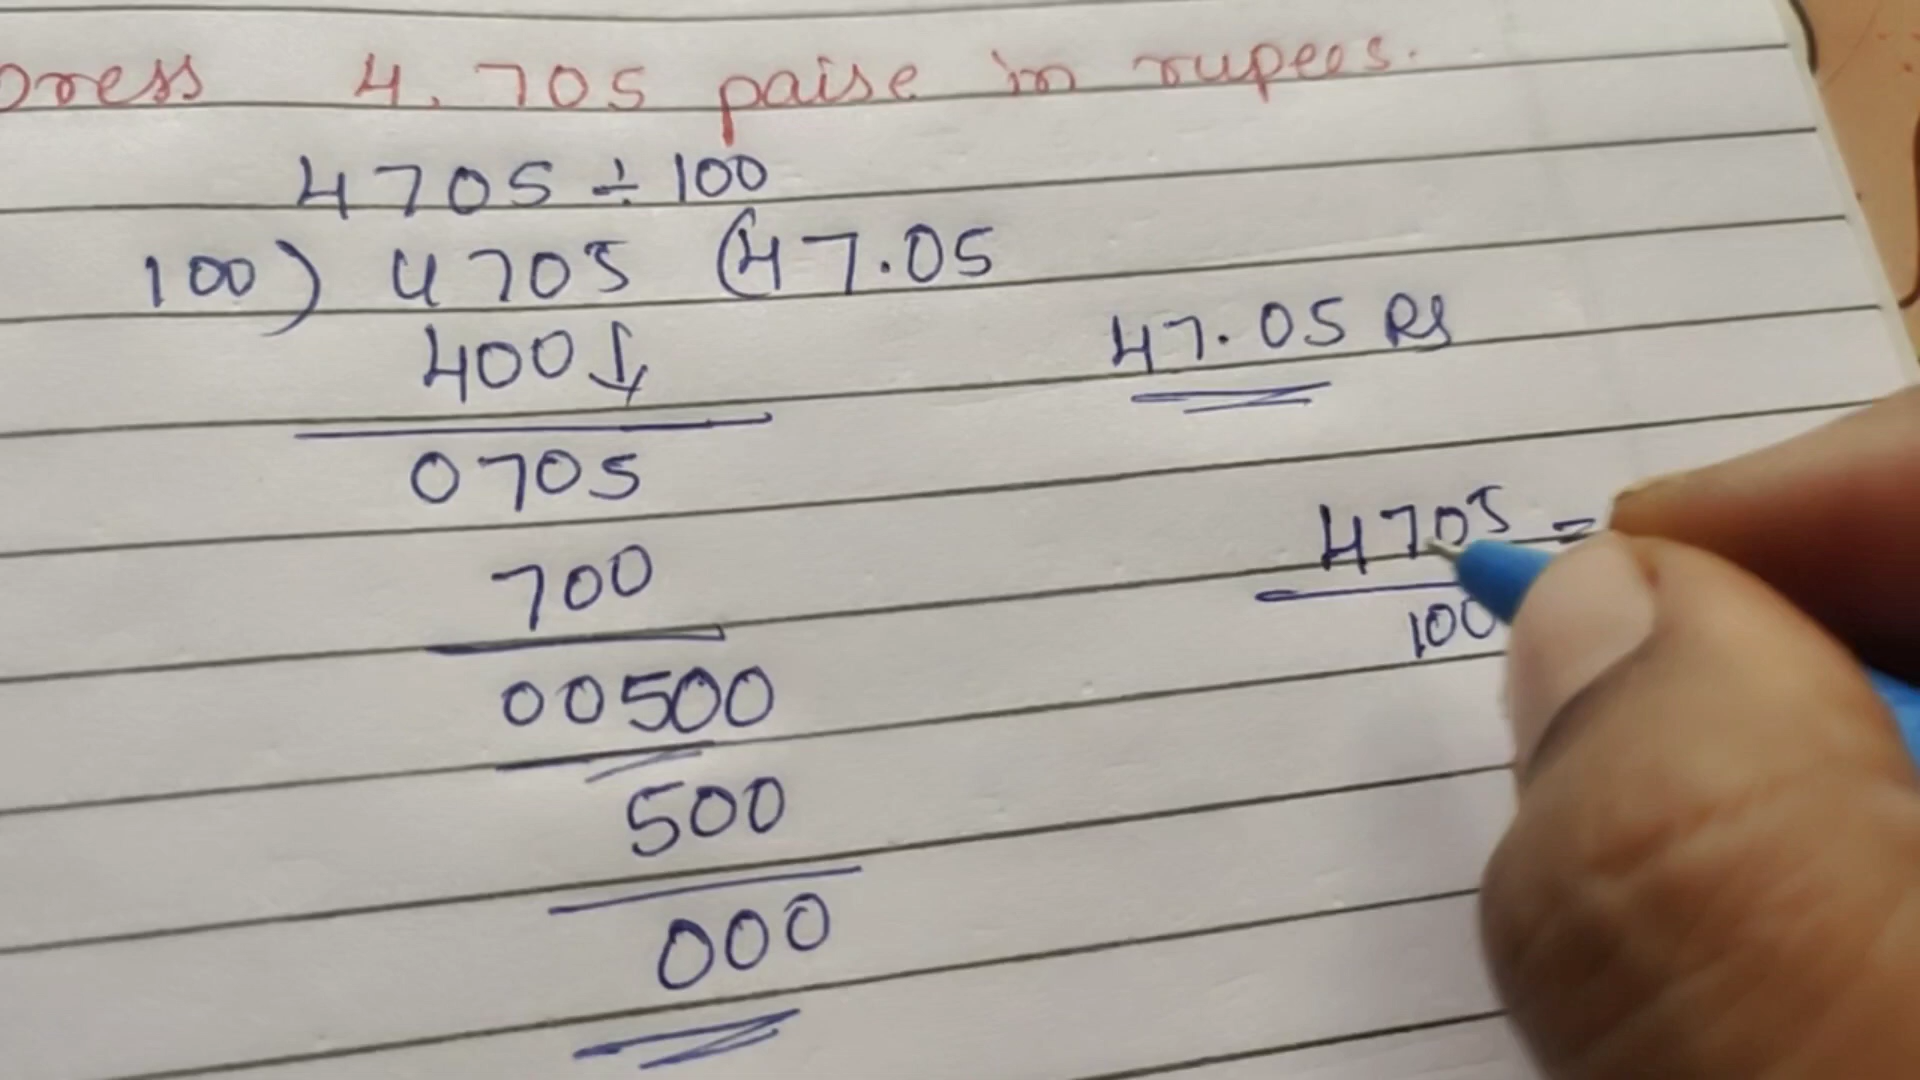 press 4.705 paise in rupees.
4705 ÷ 100
100) 4705 (47.05
400↓
47.05 Rs
0705
4705 =
100
700
00500
500
000